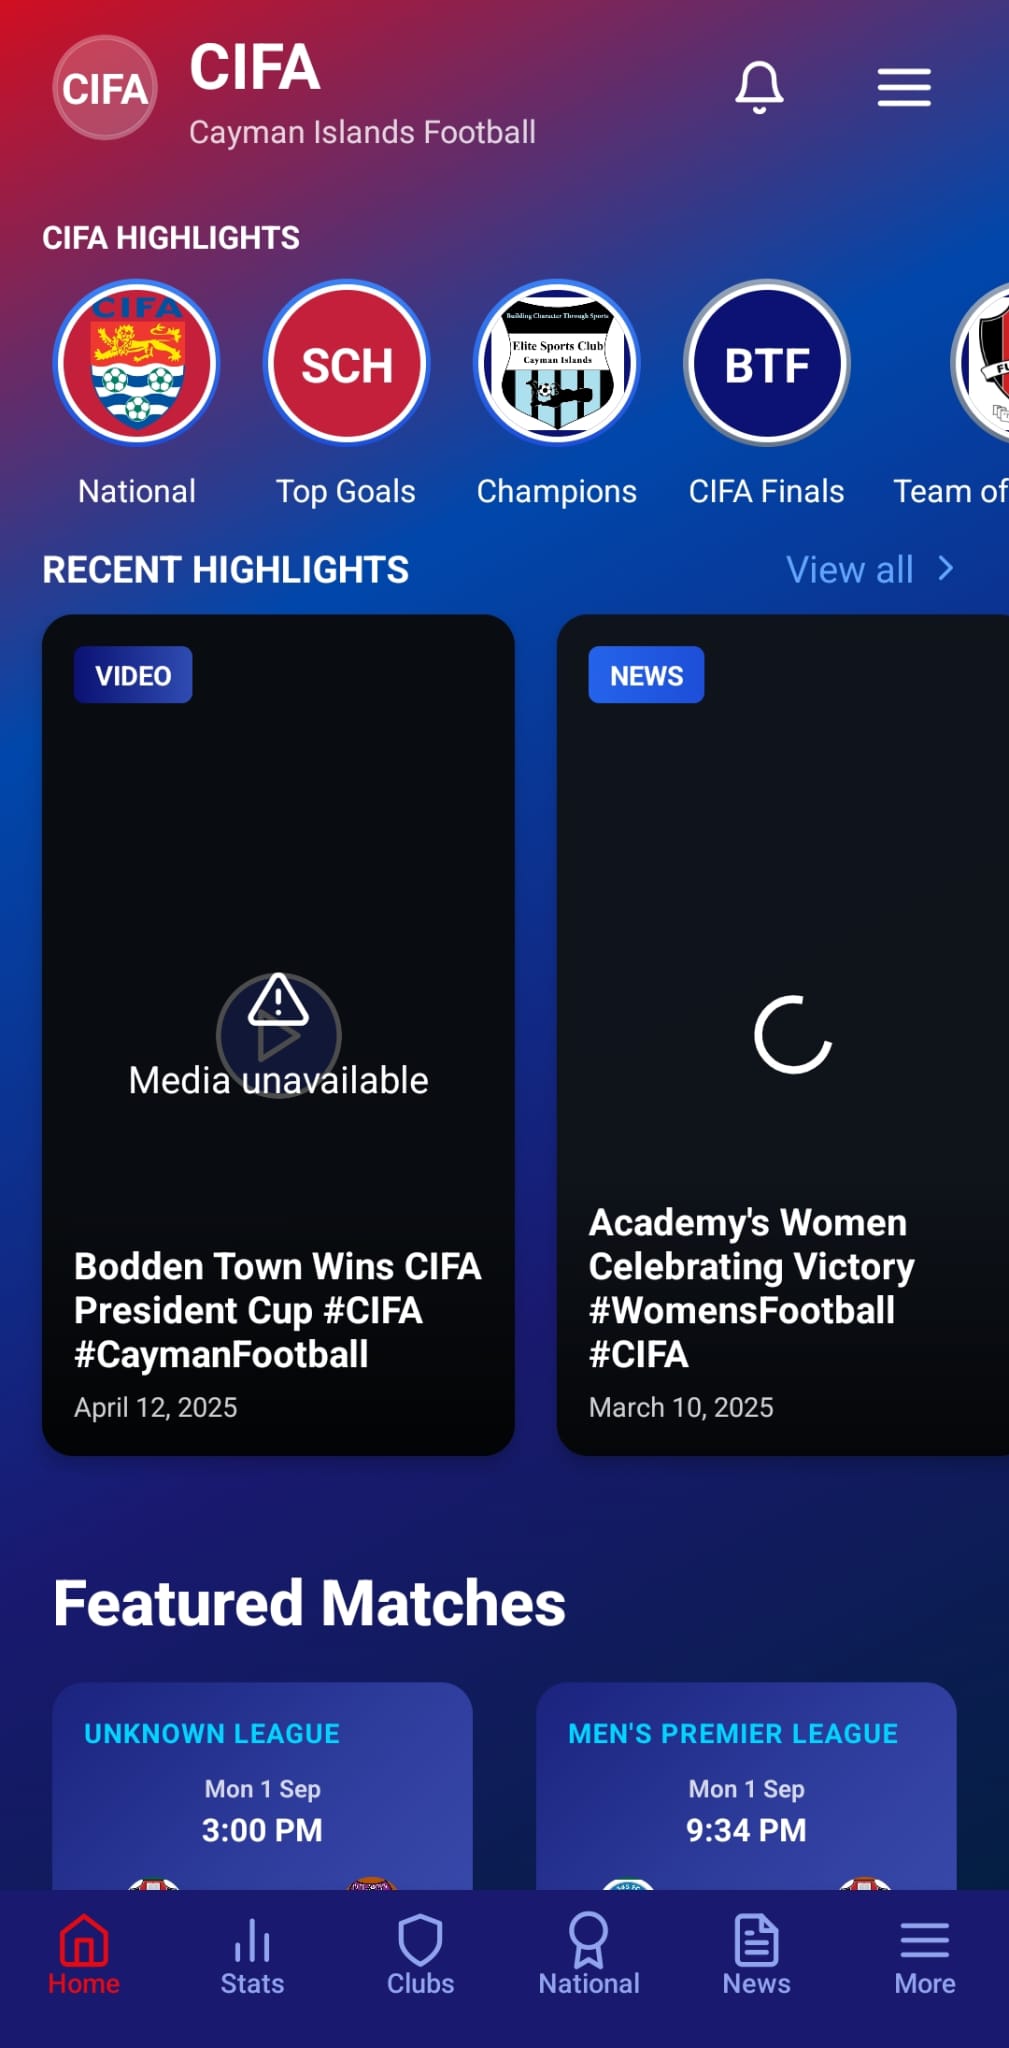 CIFA
CIFA
Cayman Islands Football
CIFA HIGHLIGHTS
CIFA
SCH
Building Character Through Sports
Elite Sports Club
Cayman Islands
BTF
FU
National
Top Goals
Champions
CIFA Finals
Team of
RECENT HIGHLIGHTS
View all
VIDEO
NEWS
Media unavailable
Bodden Town Wins CIFA
President Cup #CIFA
#CaymanFootball
April 12, 2025
Academy's Women
Celebrating Victory
#WomensFootball
#CIFA
March 10, 2025
Featured Matches
UNKNOWN LEAGUE
Mon 1 Sep
3:00 PM
MEN'S PREMIER LEAGUE
Mon 1 Sep
9:34 PM
Home
Stats
Clubs
National
News
More